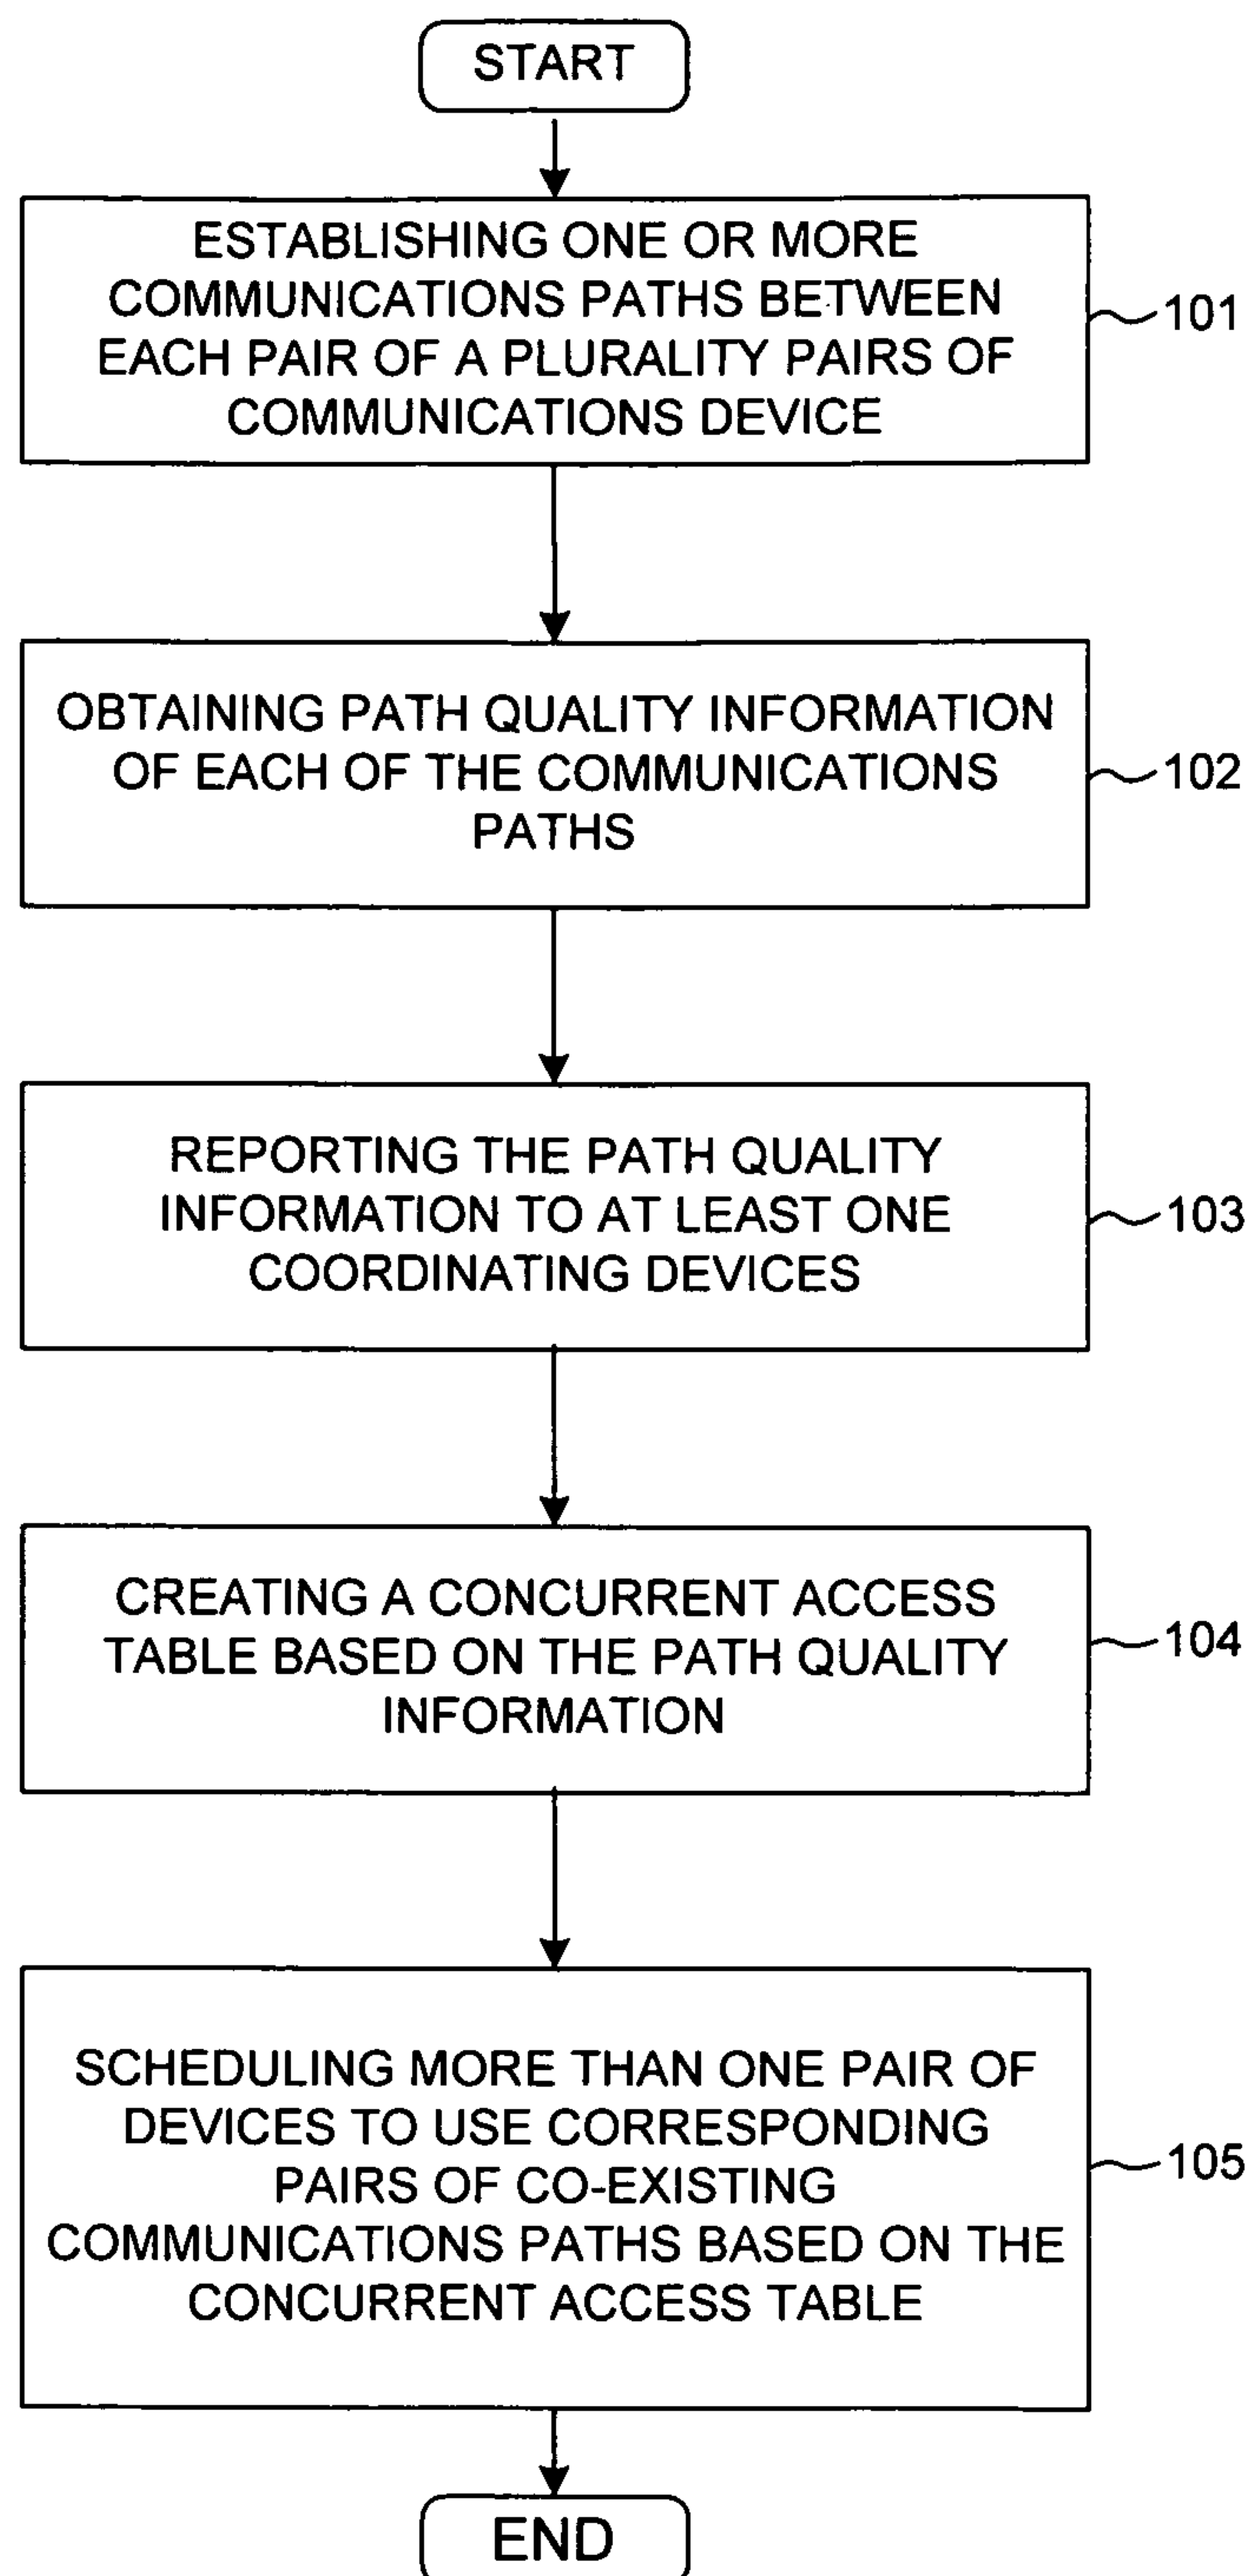 START
ESTABLISHING ONE OR MORE
COMMUNICATIONS PATHS BETWEEN
EACH PAIR OF A PLURALITY PAIRS OF
COMMUNICATIONS DEVICE
101
OBTAINING PATH QUALITY INFORMATION
OF EACH OF THE COMMUNICATIONS
PATHS
102
REPORTING THE PATH QUALITY
INFORMATION TO AT LEAST ONE
COORDINATING DEVICES
103
CREATING A CONCURRENT ACCESS
TABLE BASED ON THE PATH QUALITY
INFORMATION
104
SCHEDULING MORE THAN ONE PAIR OF
DEVICES TO USE CORRESPONDING
PAIRS OF CO-EXISTING
COMMUNICATIONS PATHS BASED ON THE
CONCURRENT ACCESS TABLE
105
END